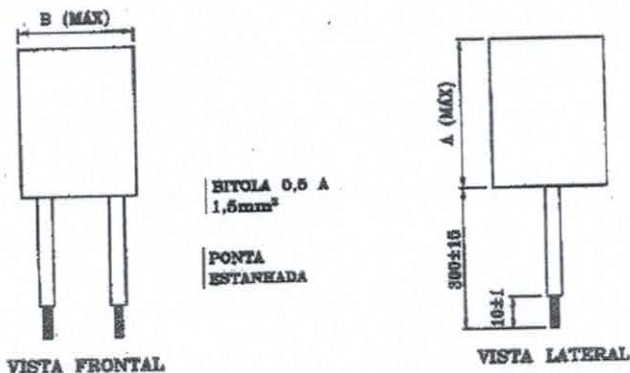 B (MÁX)
A (MÁX)
BITOLA 0,5 A
1,5mm²
300±15
PONTA
ESTANHADA
10±1
VISTA FRONTAL
VISTA LATERAL